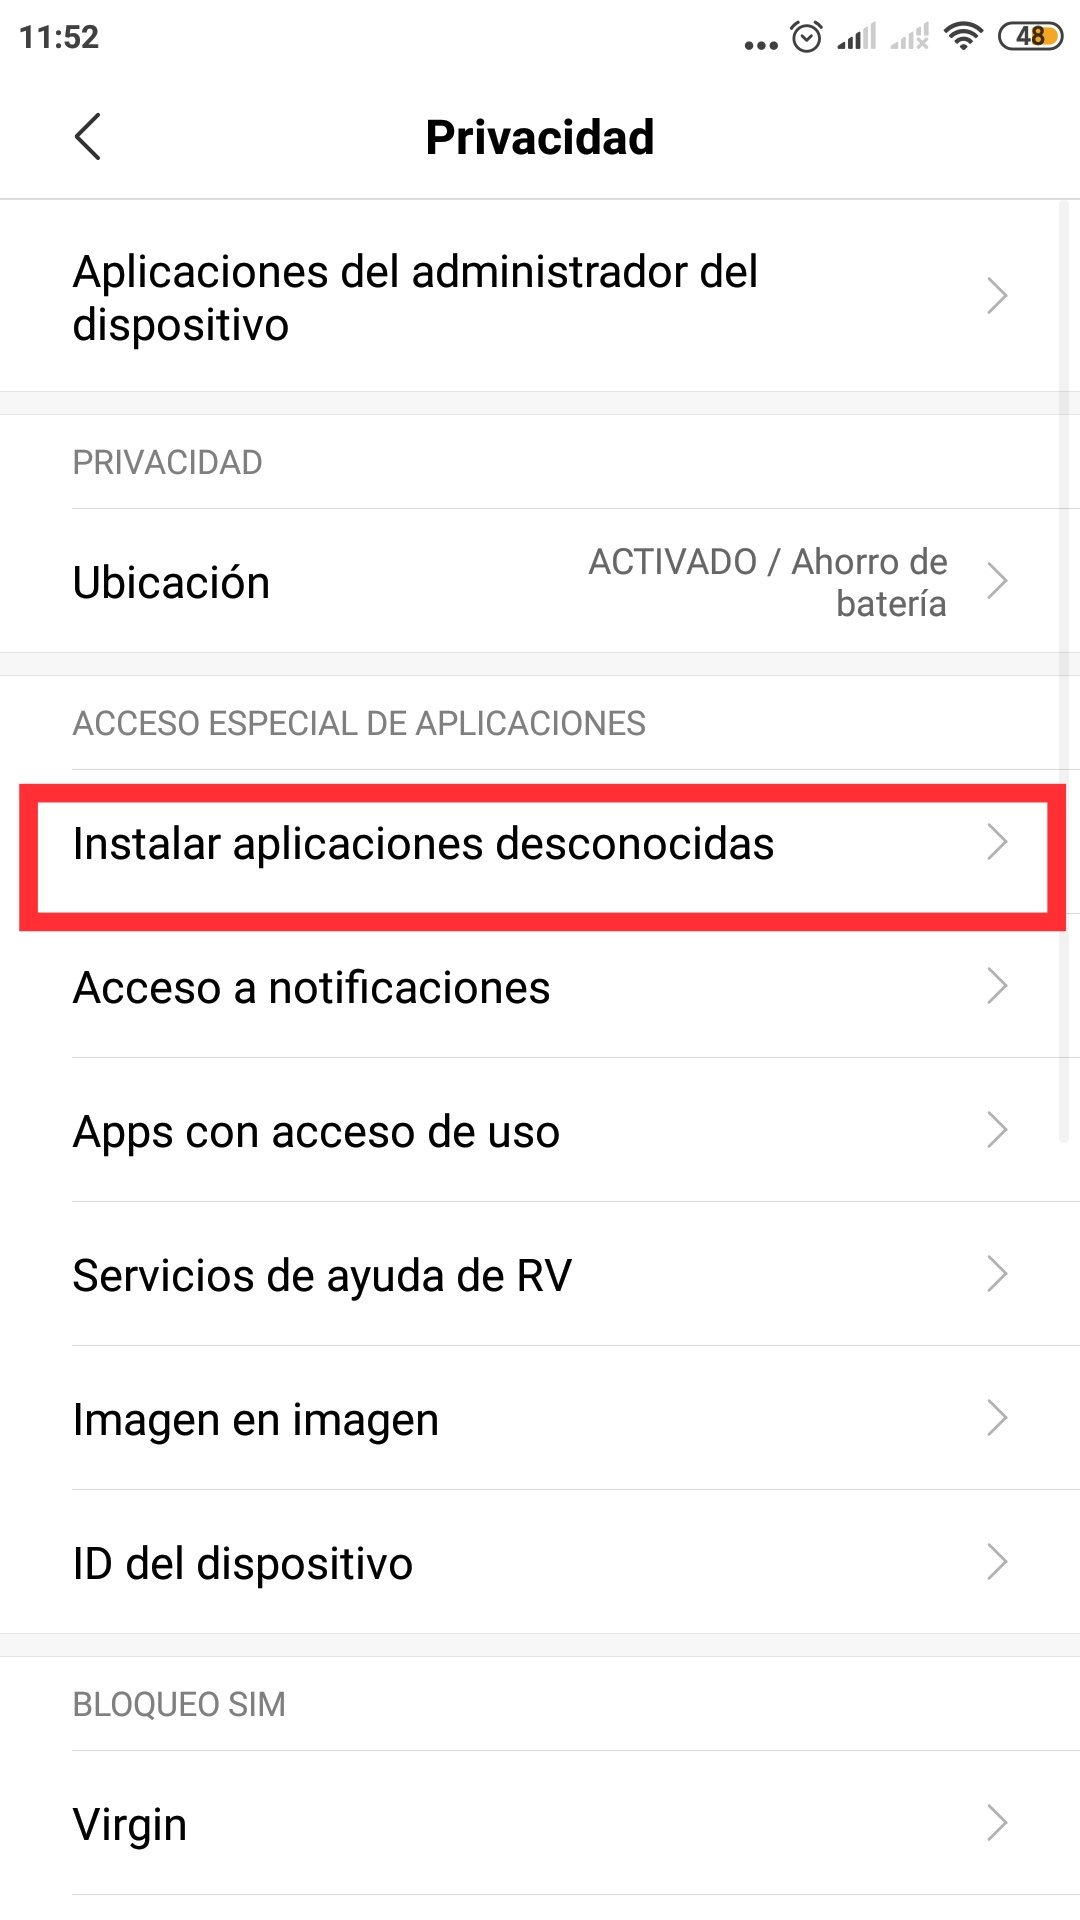 11:52
48
Privacidad
Aplicaciones del administrador del
dispositivo
PRIVACIDAD
Ubicación
ACTIVADO / Ahorro de
batería
ACCESO ESPECIAL DE APLICACIONES
Instalar aplicaciones desconocidas
Acceso a notificaciones
Apps con acceso de uso
Servicios de ayuda de RV
Imagen en imagen
ID del dispositivo
BLOQUEO SIM
Virgin